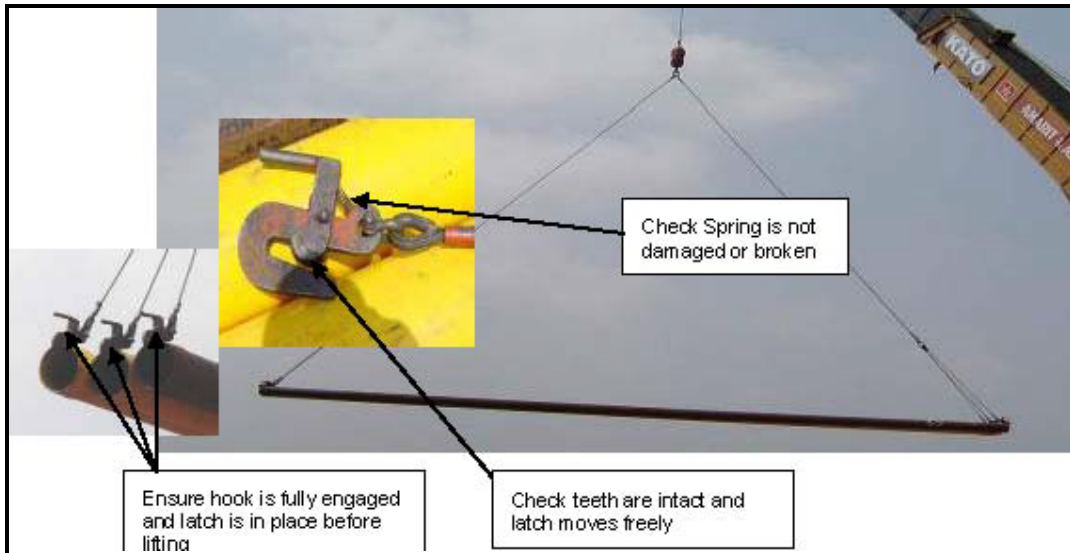 KATO
Check Spring is not
damaged or broken
Ensure hook is fully engaged
and latch is in place before
lifting
Check teeth are intact and
latch moves freely